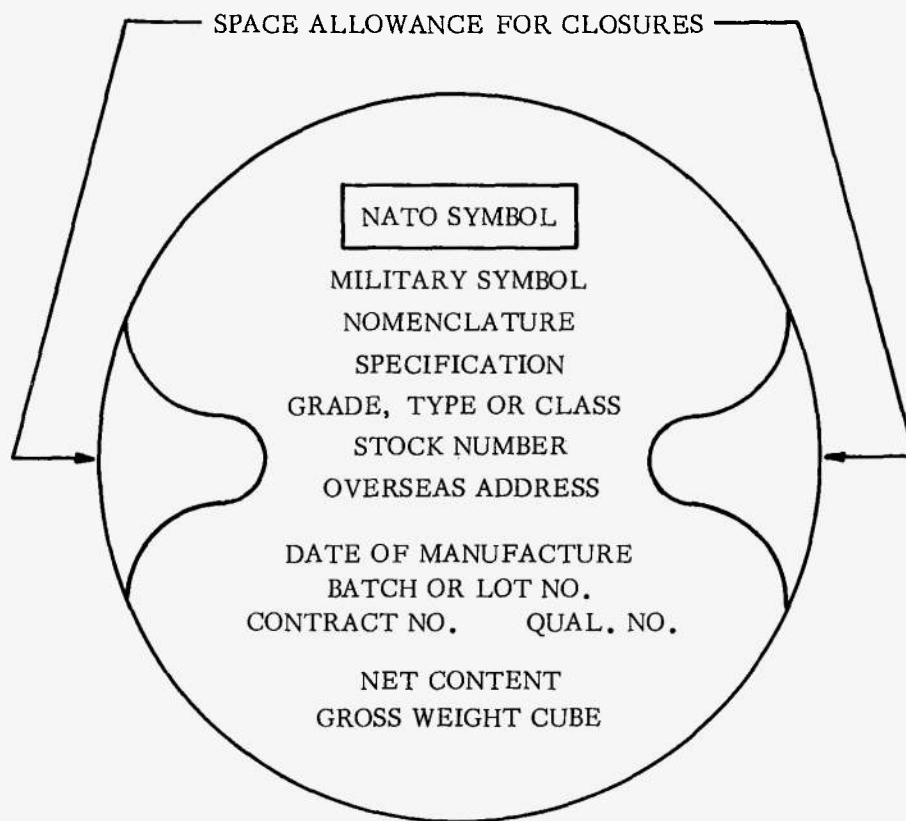 SPACE ALLOWANCE FOR CLOSURES
NATO SYMBOL
MILITARY SYMBOL
NOMENCLATURE
SPECIFICATION
GRADE, TYPE OR CLASS
STOCK NUMBER
OVERSEAS ADDRESS
DATE OF MANUFACTURE
BATCH OR LOT NO.
CONTRACT NO. QUAL. NO.
NET CONTENT
GROSS WEIGHT CUBE